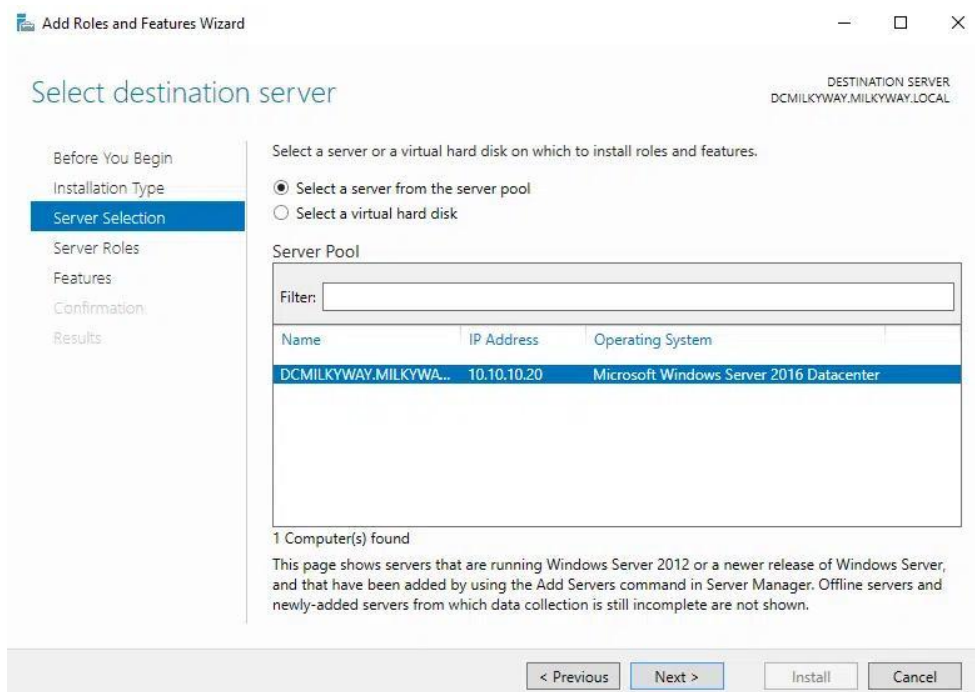 Add Roles and Features Wizard
Select destination server
DESTINATION SERVER
DCMILKYWAY.MILKYWAY.LOCAL
Before You Begin
Installation Type
Server Selection
Server Roles
Features
Confirmation
Results
Select a server or a virtual hard disk on which to install roles and features.
Select a server from the server pool
Select a virtual hard disk
Server Pool
Filter:
Name IP Address Operating System
DCMILKYWAY.MILKYWA... 10.10.10.20 Microsoft Windows Server 2016 Datacenter
1 Computer(s) found
This page shows servers that are running Windows Server 2012 or a newer release of Windows Server,
and that have been added by using the Add Servers command in Server Manager. Offline servers and
newly-added servers from which data collection is still incomplete are not shown.
< Previous Next > Install Cancel